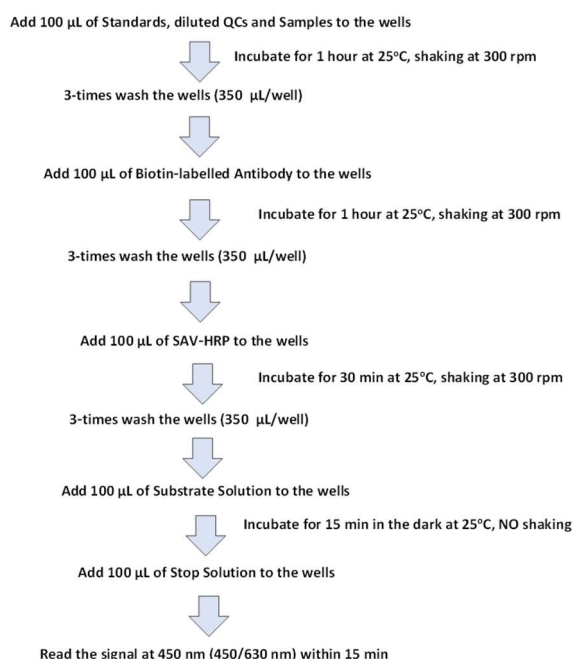 Add 100 µL of Standards, diluted QCs and Samples to the wells
Incubate for 1 hour at 25°C, shaking at 300 rpm
3-times wash the wells (350 µL/well)
Add 100 µL of Biotin-labelled Antibody to the wells
Incubate for 1 hour at 25°C, shaking at 300 rpm
3-times wash the wells (350 µL/well)
Add 100 µL of SAV-HRP to the wells
Incubate for 30 min at 25°C, shaking at 300 rpm
3-times wash the wells (350 µL/well)
Add 100 µL of Substrate Solution to the wells
Incubate for 15 min in the dark at 25°C, NO shaking
Add 100 µL of Stop Solution to the wells
Read the signal at 450 nm (450/630 nm) within 15 min